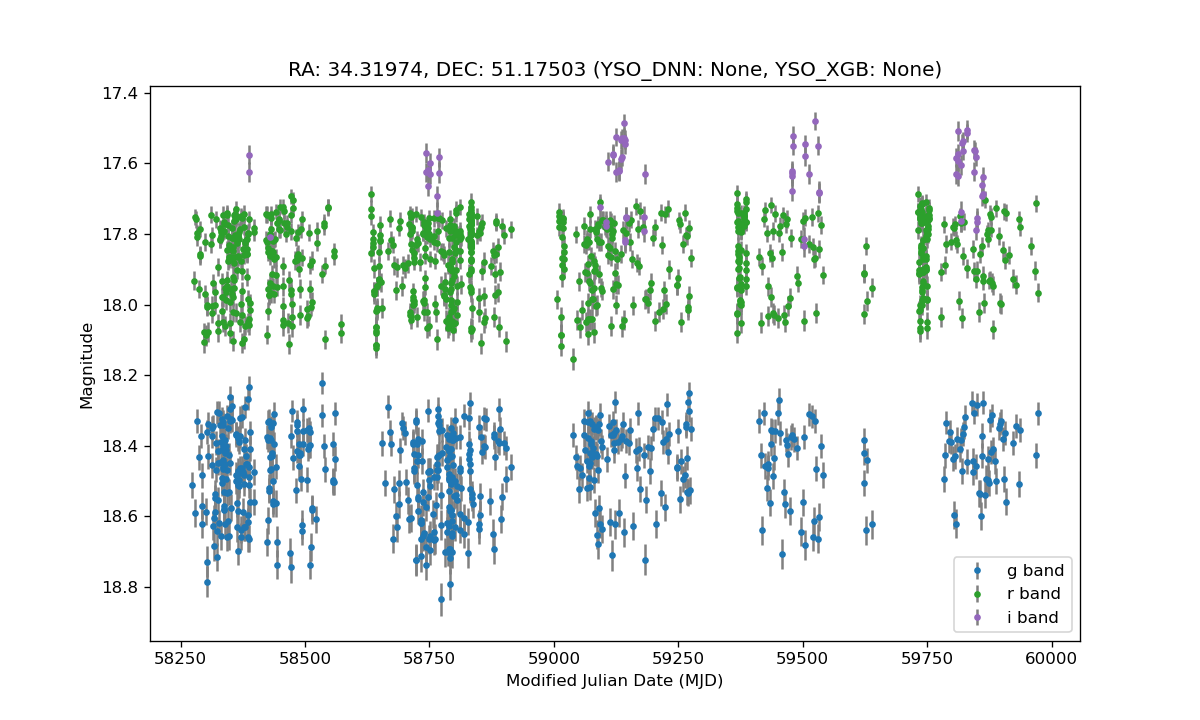 RA: 34.31974, DEC: 51.17503 (YSO_DNN: None, YSO_XGB: None)
17.4
17.6
17.8
18.0
18.2
18.4
18.6
18.8
Magnitude
g band
r band
i band
58250 58500 58750 59000 59250 59500 59750 60000
Modified Julian Date (MJD)